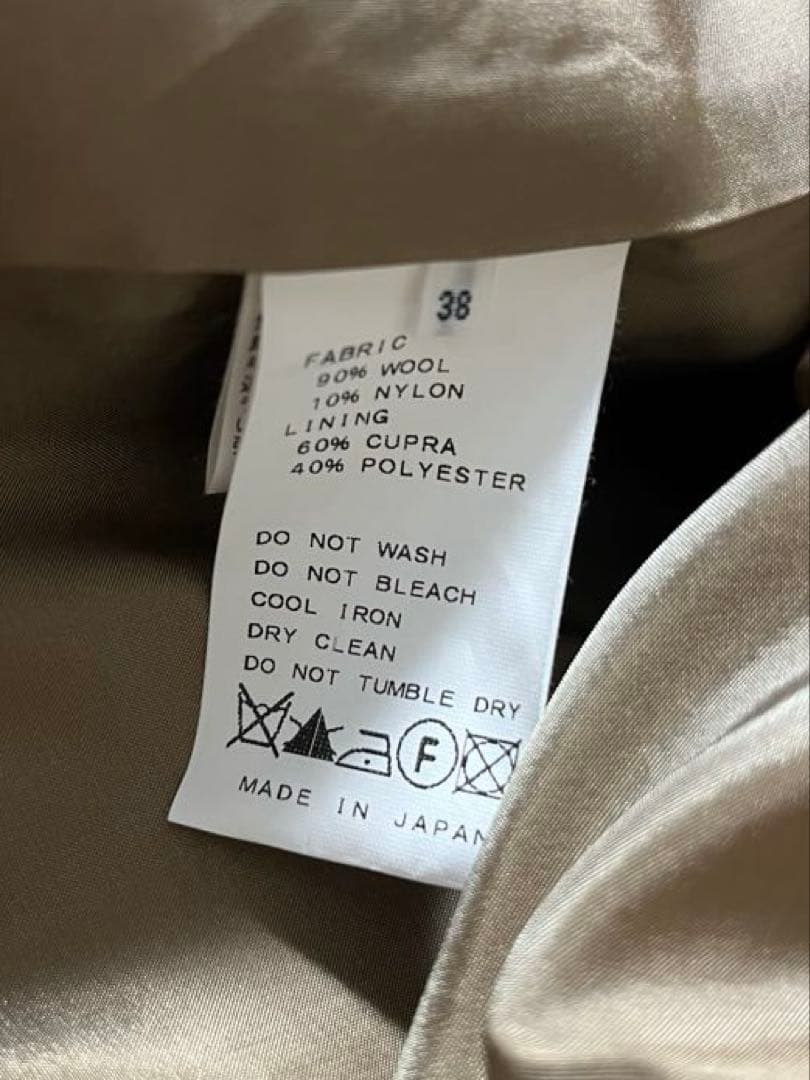 38
FABRIC
90% WOOL
10% NYLON
LINING
60% CUPRA
40% POLYESTER
DO NOT WASH
DO NOT BLEACH
COOL IRON
DRY CLEAN
DO NOT TUMBLE DRY
F
MADE IN JAPAN